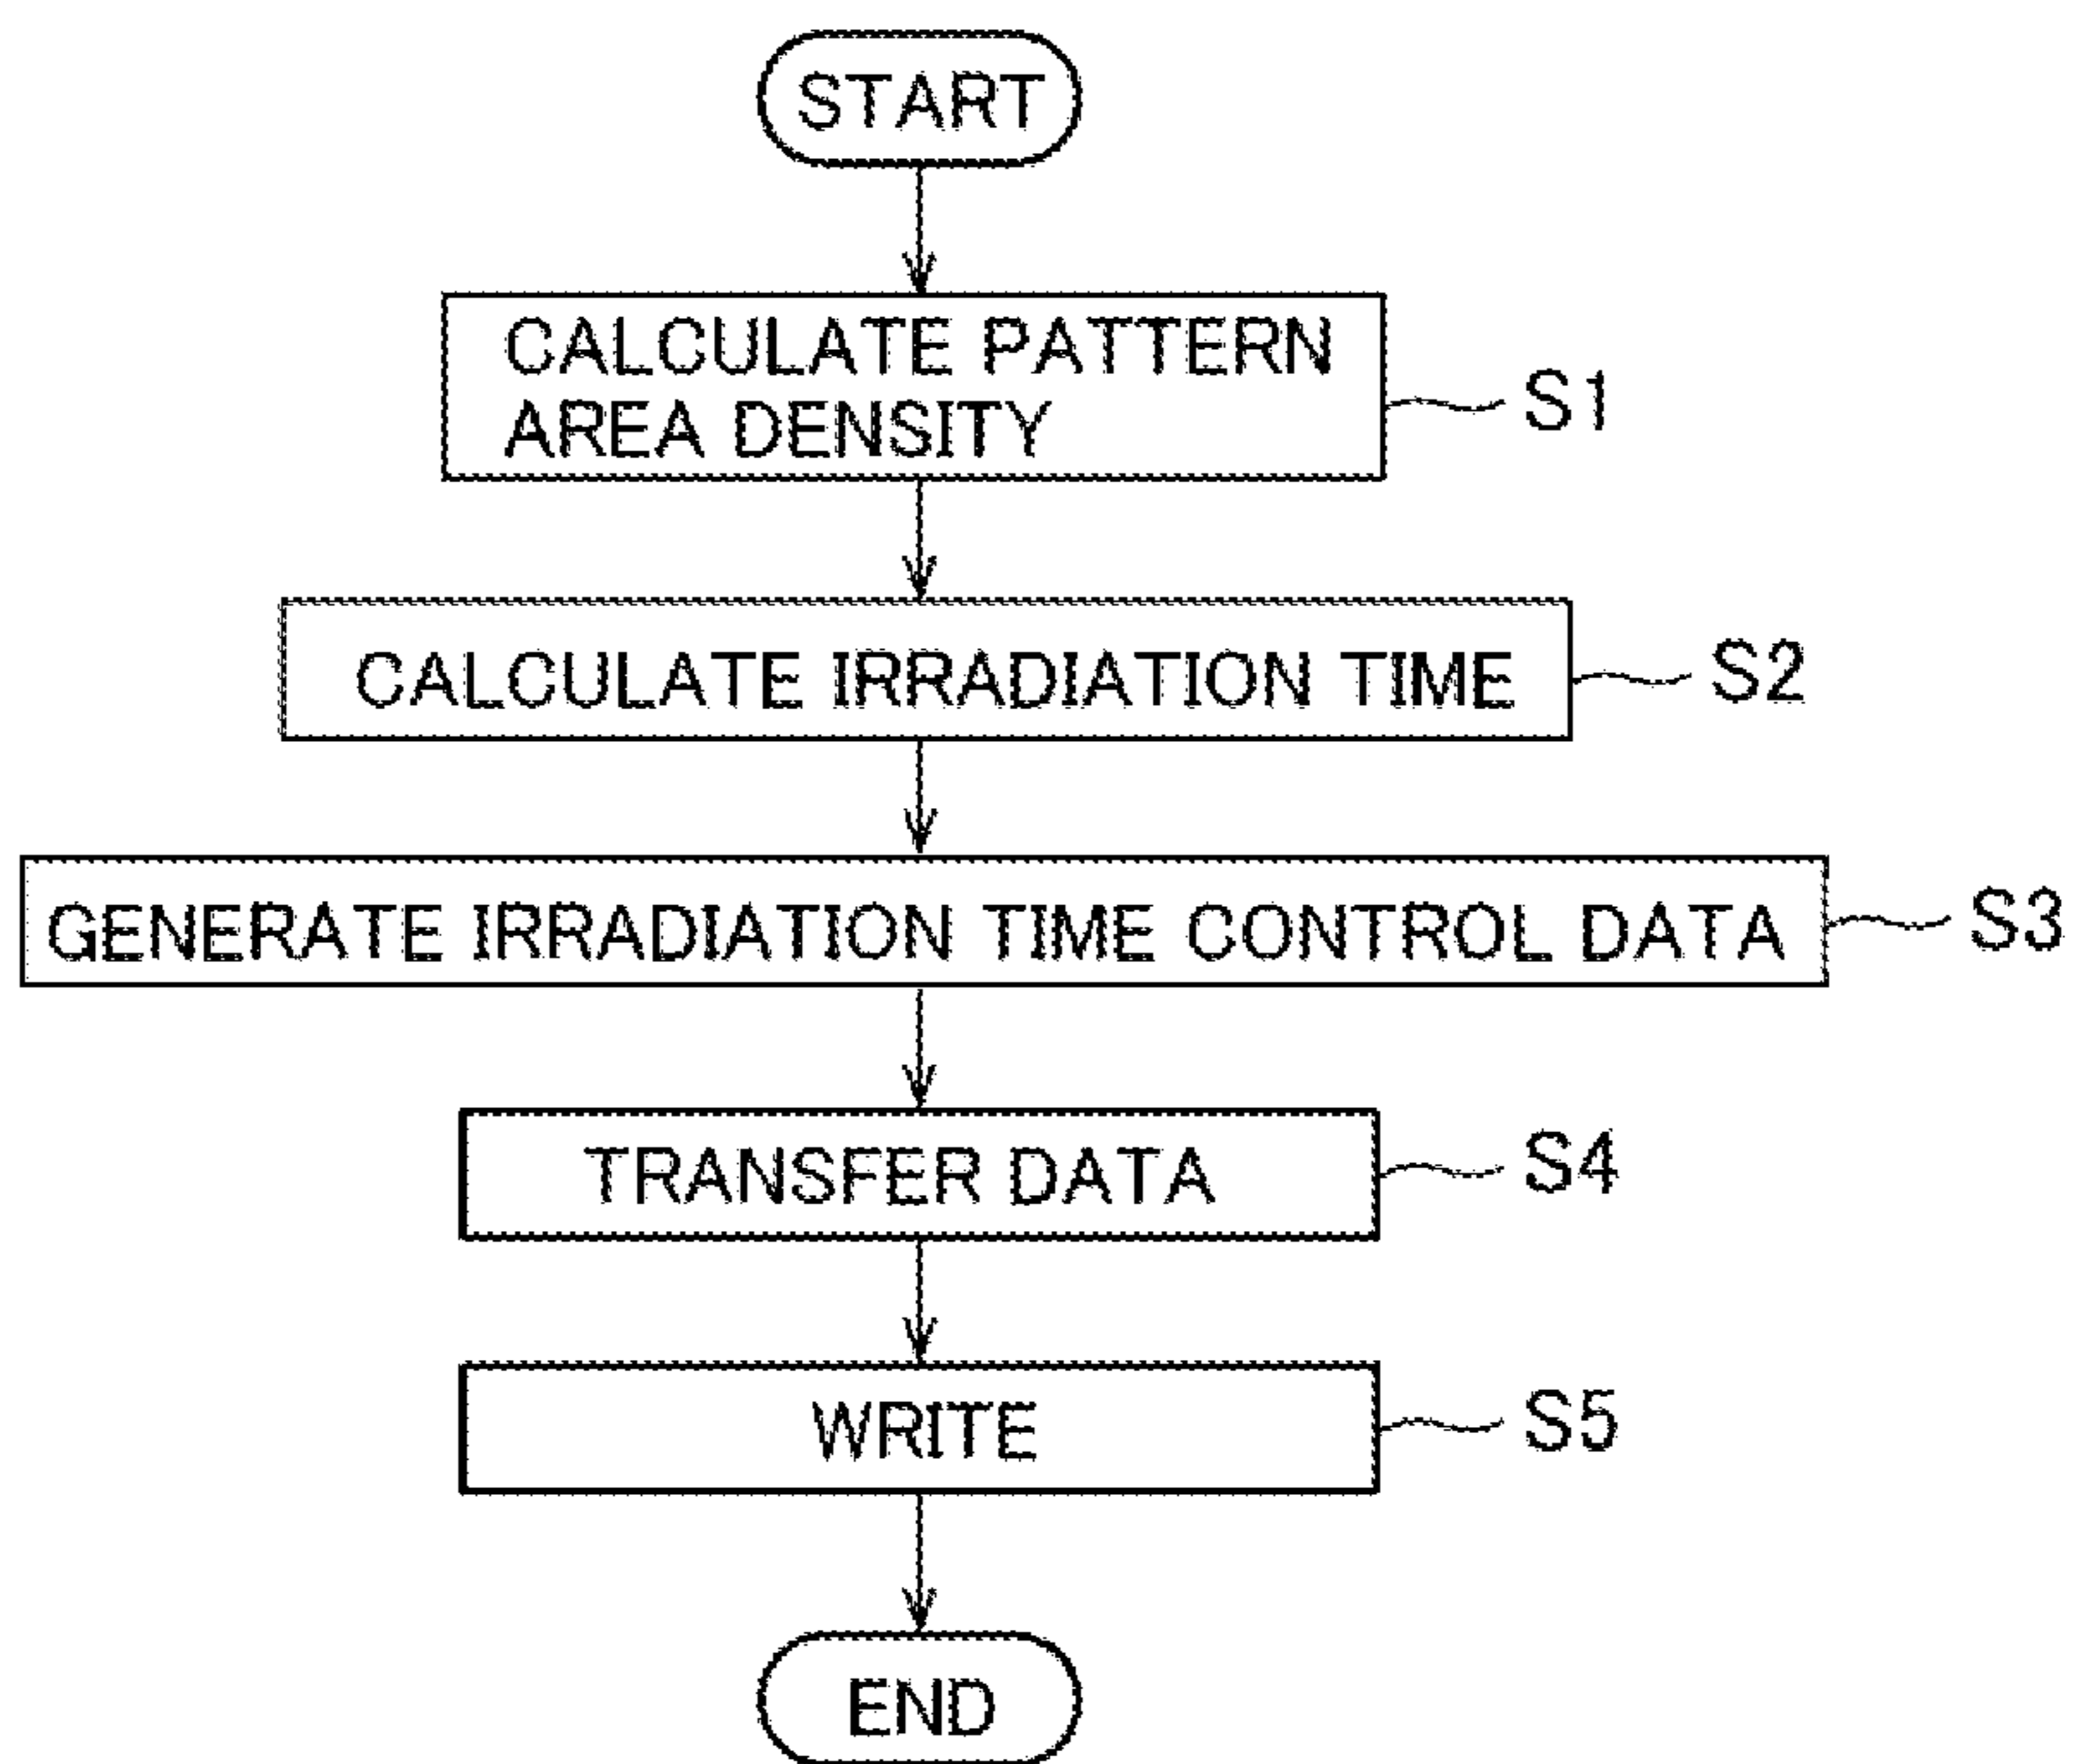 START
CALCULATE PATTERN
AREA DENSITY
S1
CALCULATE IRRADIATION TIME
S2
GENERATE IRRADIATION TIME CONTROL DATA
S3
TRANSFER DATA
S4
WRITE
S5
END